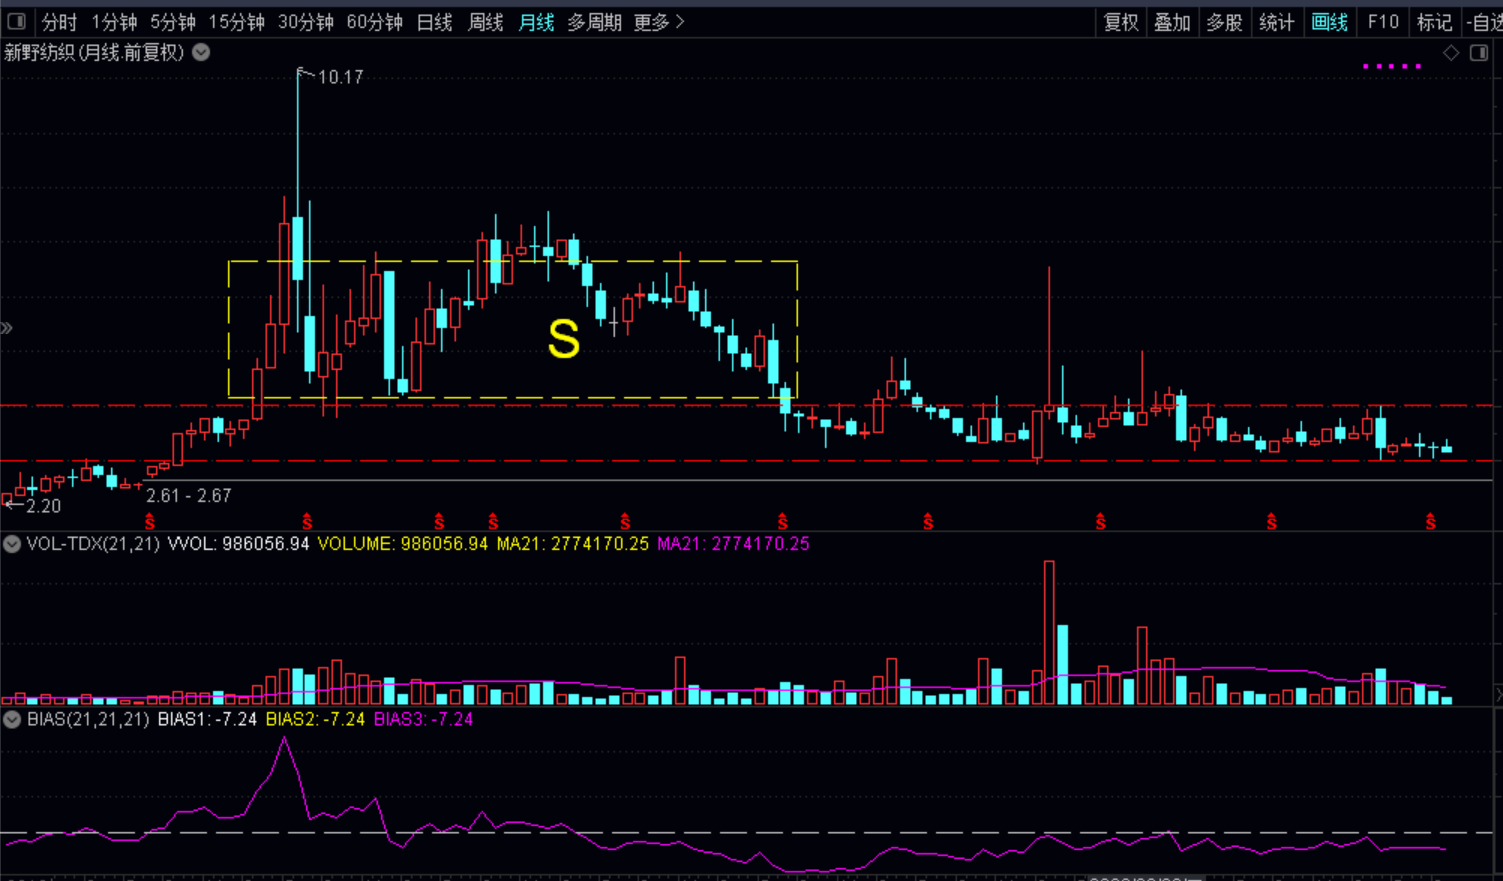 分时 1分钟 5分钟 15分钟 30分钟 60分钟 日线 周线 月线 多周期 更多 复权 叠加 多股 统计 画线 F10 标记 -自选
新野纺织(月线.前复权)
10.17
S
2.61 - 2.67
2.20
S S S S S S S S S S
VOL-TDX(21,21) VVOL: 986056.94 VOLUME: 986056.94 MA21: 2774170.25 MA21: 2774170.25
BIAS(21,21,21) BIAS1: -7.24 BIAS2: -7.24 BIAS3: -7.24